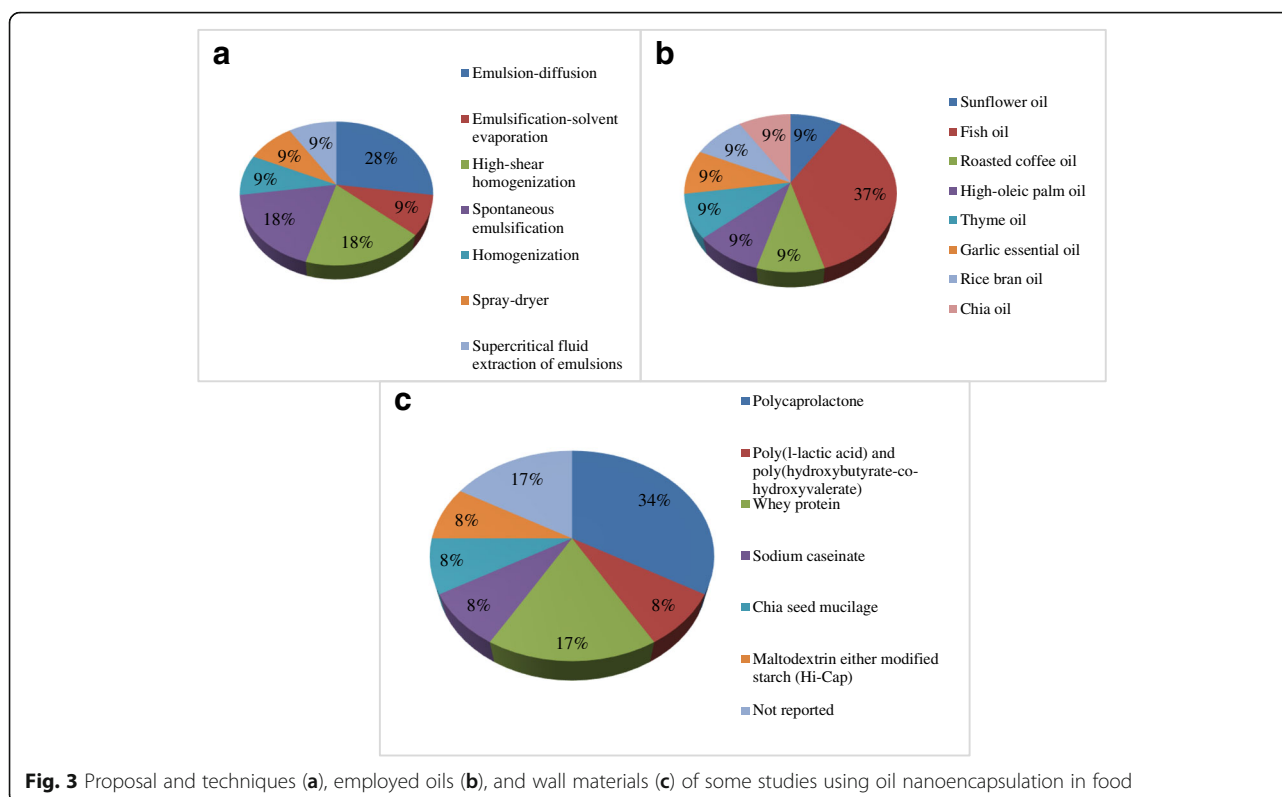 a
28%
9%
18%
18%
9%
9%
9%
Emulsion-diffusion
Emulsification-solvent
evaporation
High-shear
homogenization
Spontaneous
emulsification
Homogenization
Spray-dryer
Supercritical fluid
extraction of emulsions
b
9%
37%
9%
9%
9%
9%
9%
9%
Sunflower oil
Fish oil
Roasted coffee oil
High-oleic palm oil
Thyme oil
Garlic essential oil
Rice bran oil
Chia oil
c
34%
8%
17%
8%
8%
8%
17%
Polycaprolactone
Poly(l-lactic acid) and
poly(hydroxybutyrate-co-
hydroxyvalerate)
Whey protein
Sodium caseinate
Chia seed mucilage
Maltodextrin either modified
starch (Hi-Cap)
Not reported
Fig. 3 Proposal and techniques (a), employed oils (b), and wall materials (c) of some studies using oil nanoencapsulation in food